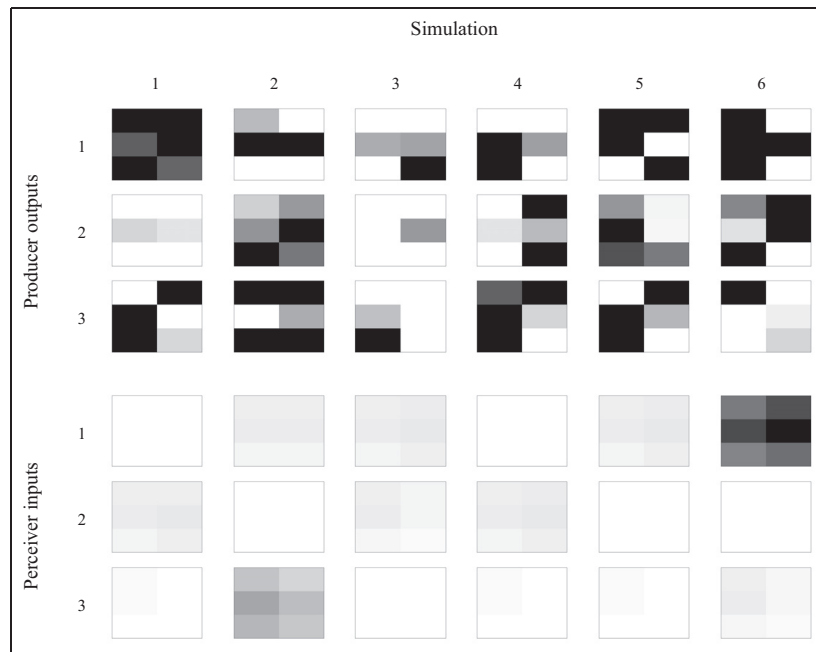 Simulation
1 2 3 4 5 6
Producer outputs
1
2
3
Perceiver inputs
1
2
3